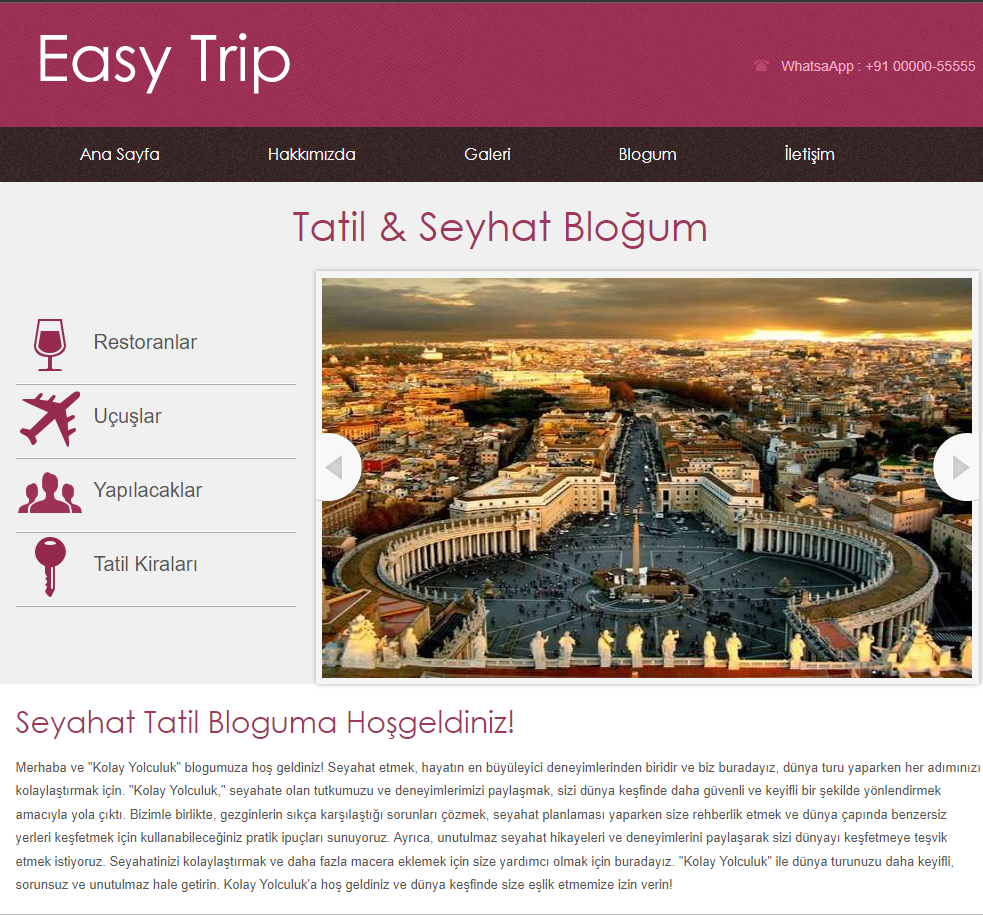 Easy Trip
WhatsaApp : +91 00000-55555
Ana Sayfa Hakkımızda Galeri Blogum İletişim
Tatil & Seyhat Bloğum
Restoranlar
Uçuşlar
Yapılacaklar
Tatil Kiraları
Seyahat Tatil Bloguma Hoşgeldiniz!
Merhaba ve "Kolay Yolculuk" blogumuza hoş geldiniz! Seyahat etmek, hayatın en büyüleyici deneyimlerinden biridir ve biz buradayız, dünya turu yaparken her adımınızı
kolaylaştırmak için. "Kolay Yolculuk," seyahate olan tutkumuzu ve deneyimlerimizi paylaşmak, sizi dünya keşfinde daha güvenli ve keyifli bir şekilde yönlendirmek
amacıyla yola çıktı. Bizimle birlikte, gezginlerin sıkça karşılaştığı sorunları çözmek, seyahat planlaması yaparken size rehberlik etmek ve dünya çapında benzersiz
yerleri keşfetmek için kullanabileceğiniz pratik ipuçları sunuyoruz. Ayrıca, unutulmaz seyahat hikayeleri ve deneyimlerini paylaşarak sizi dünyayı keşfetmeye teşvik
etmek istiyoruz. Seyahatinizi kolaylaştırmak ve daha fazla macera eklemek için size yardımcı olmak için buradayız. "Kolay Yolculuk" ile dünya turunuzu daha keyifli,
sorunsuz ve unutulmaz hale getirin. Kolay Yolculuk'a hoş geldiniz ve dünya keşfinde size eşlik etmemize izin verin!